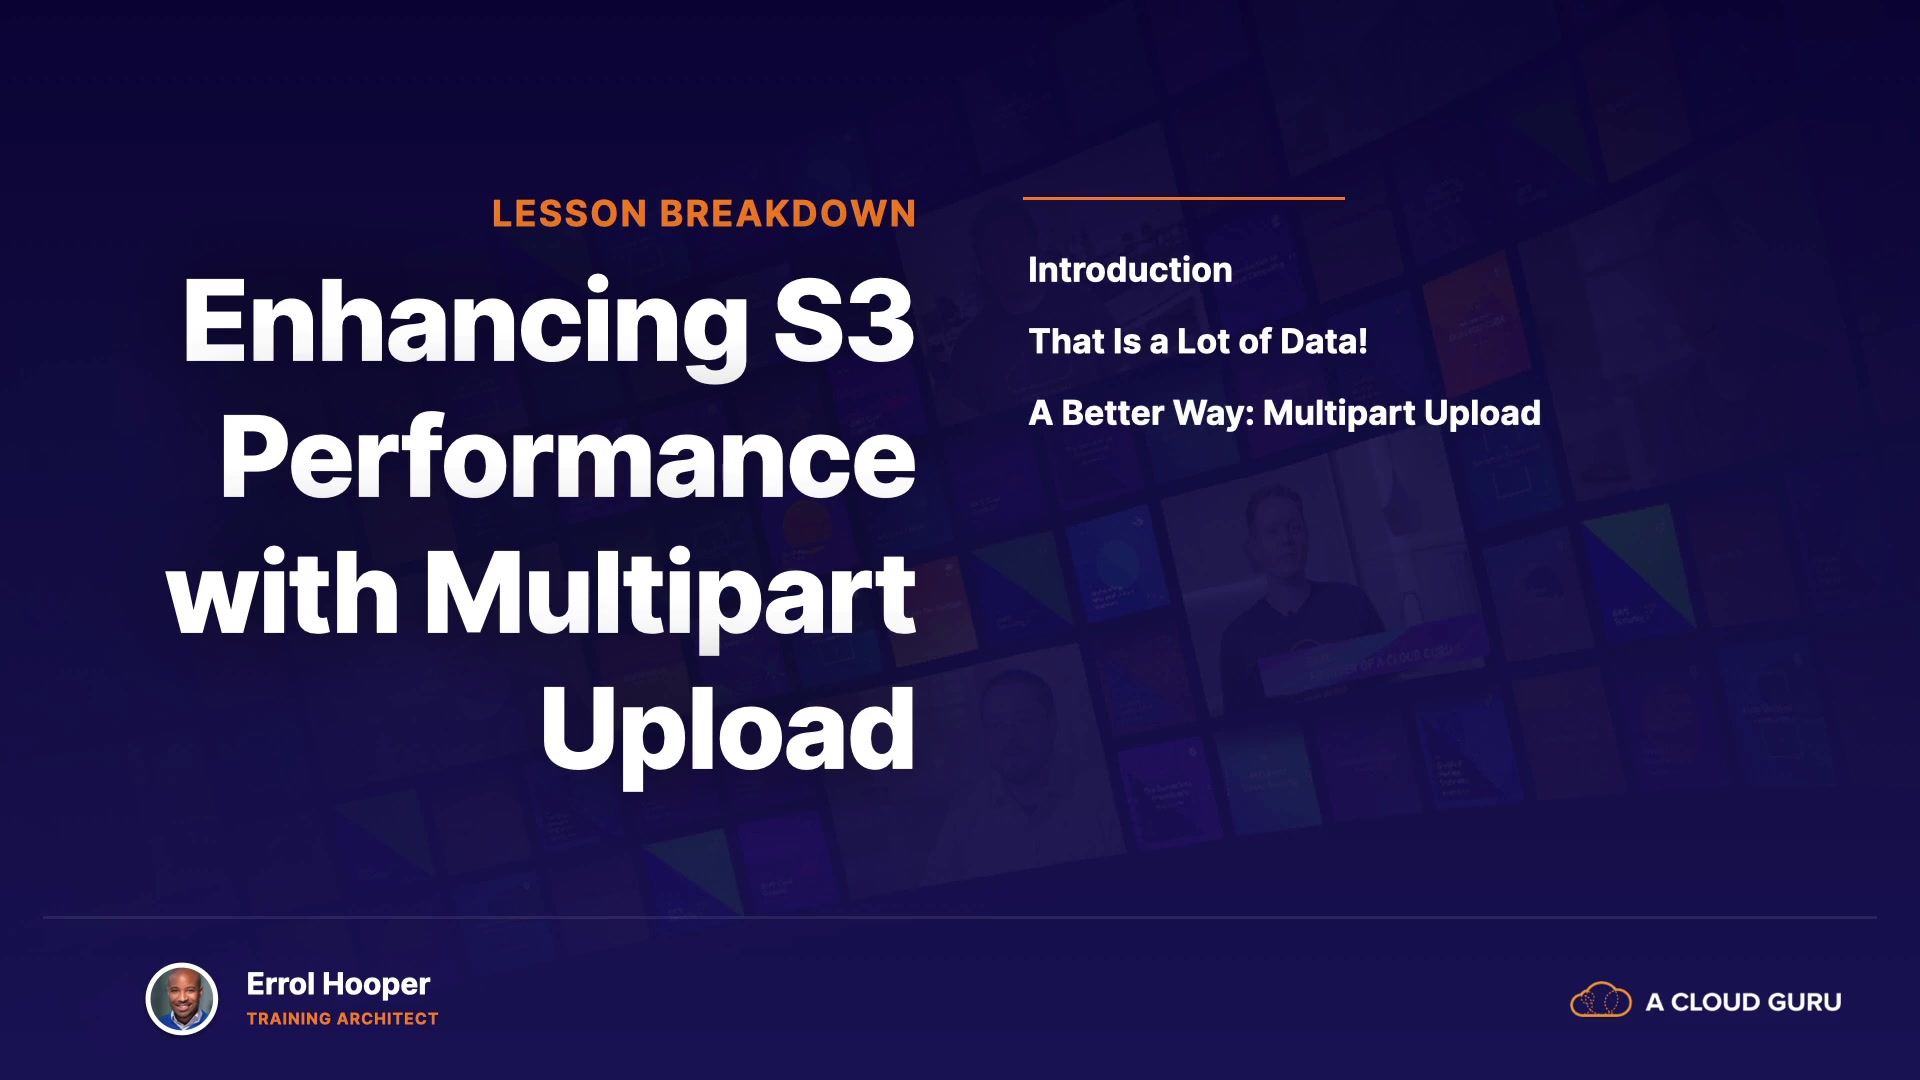 LESSON BREAKDOWN
Enhancing S3
Performance
with Multipart
Upload
Introduction
That Is a Lot of Data!
A Better Way: Multipart Upload
Errol Hooper
TRAINING ARCHITECT
A CLOUD GURU